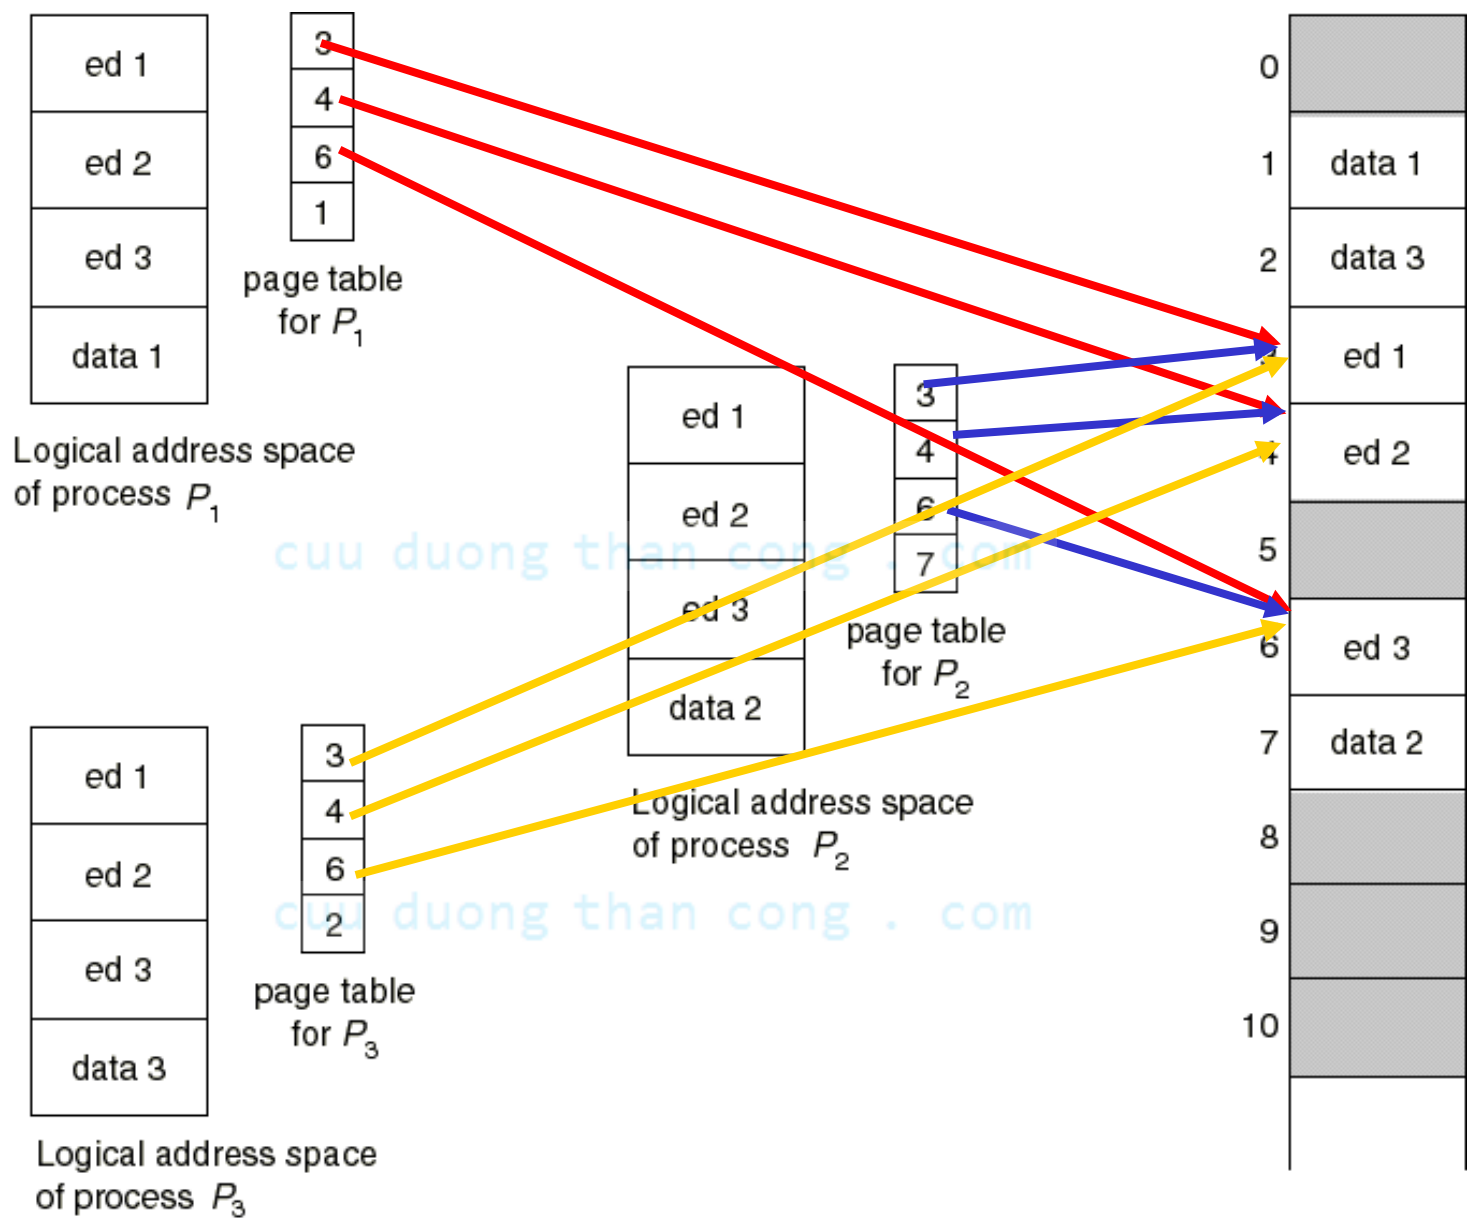 ed 1
ed 2
ed 3
data 1
Logical address space
of process P1
3
4
6
1
page table
for P1
ed 1
ed 2
ed 3
data 2
Logical address space
of process P2
3
4
6
7
page table
for P2
ed 1
ed 2
ed 3
data 3
Logical address space
of process P3
3
4
6
2
page table
for P3
0
1 data 1
2 data 3
ed 1
4 ed 2
5
6 ed 3
7 data 2
8
9
10
cuu duong than cong . com
cuu duong than cong . com